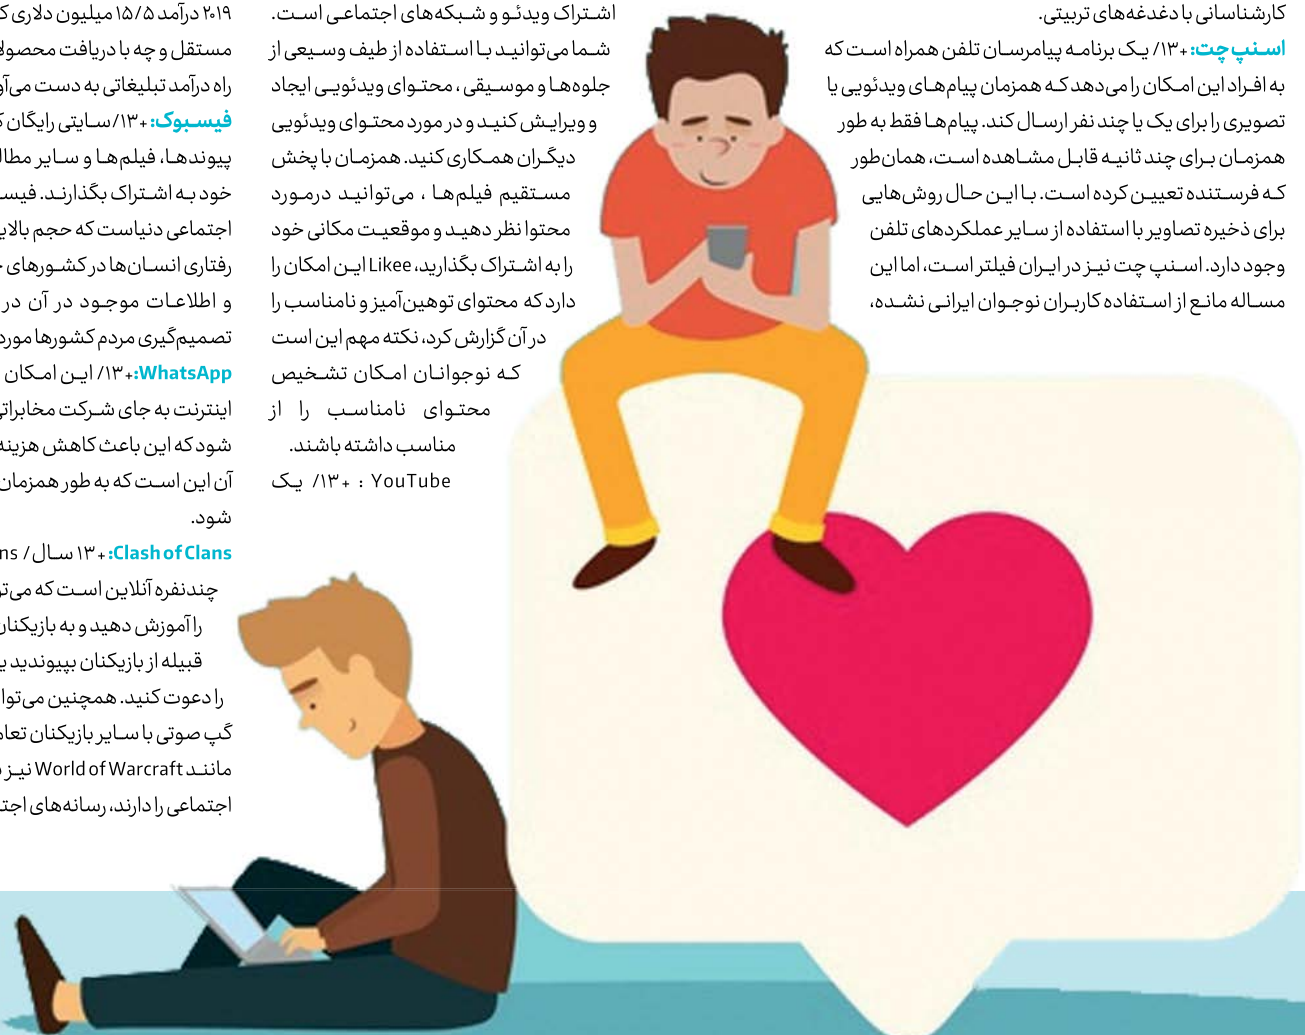 کارشناسانی با دغدغه‌های تربیتی.
اسنپ چت: +۱۳/ یک برنامه پیام‌رسان تلفن همراه است که
به افراد این امکان را می‌دهد که همزمان پیام‌های ویدئویی یا
تصویری را برای یک یا چند نفر ارسال کند. پیام‌ها فقط به طور
همزمان برای چند ثانیه قابل مشاهده است، همان‌طور
که فرستنده تعیین کرده است. با این حال روش‌هایی
برای ذخیره تصاویر با استفاده از سایر عملکردهای تلفن
وجود دارد. اسنپ چت نیز در ایران فیلتر است، اما این
مساله مانع از استفاده کاربران نوجوان ایرانی نشده،
اشتراک ویدئو و شبکه‌های اجتماعی است.
شما می‌توانید با استفاده از طیف وسیعی از
جلوه‌ها و موسیقی ، محتوای ویدئویی ایجاد
و ویرایش کنید و در مورد محتوای ویدئویی
دیگران همکاری کنید. همزمان با پخش
مستقیم فیلم‌ها ، می‌توانید درمورد
محتوا نظر دهید و موقعیت مکانی خود
را به اشتراک بگذارید، Likee این امکان را
دارد که محتوای توهین‌آمیز و نامناسب را
در آن گزارش کرد، نکته مهم این است
که نوجوانان امکان تشخیص
محتوای نامناسب را از
مناسب داشته باشند.
YouTube : +۱۳/ یک
۲۰۱۹ درآمد ۱۵/۵ میلیون دلاری
مستقل و چه با دریافت
راه درآمد تبلیغاتی به دست
فیسبوک: +۱۳/ سایتی رایگان
پیوندها، فیلم‌ها و سایر
خود به اشتراک بگذارند.
اجتماعی دنیاست که حجم
رفتاری انسان‌ها در کشورهای
و اطلاعات موجود در آن در
تصمیم‌گیری مردم کشورها مورد
WhatsApp: +۱۳/ این امکان
اینترنت به جای شرکت
شود که این باعث کاهش هزینه
آن این است که به طور همزمان
شود.
Clash of Clans: +۱۳ سال /
چندنفره آنلاین است که
را آموزش دهید و به
قبیله از بازیکنان بپیوندید
را دعوت کنید. همچنین
گپ صوتی با سایر بازیکنان
مانند World of Warcraft نیز
اجتماعی را دارند، رسانه‌های